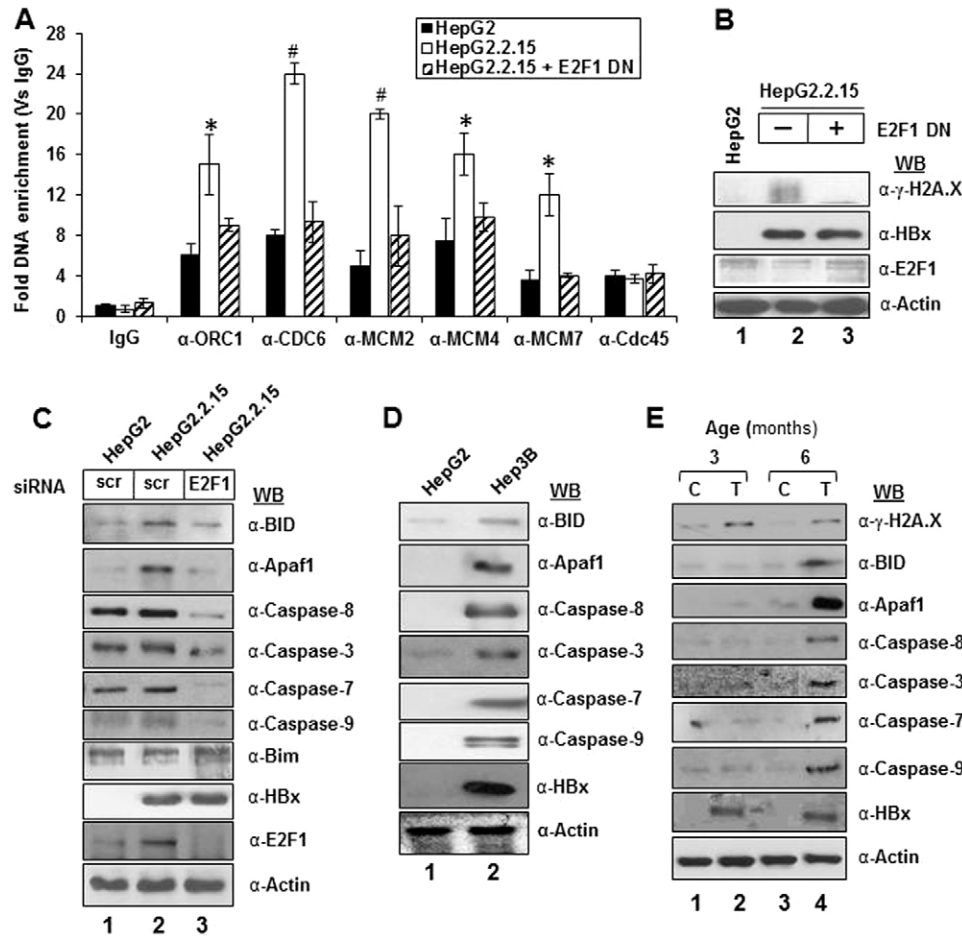 A
Fold DNA enrichment (Vs IgG)
28
24
20
16
12
8
4
0
HepG2
HepG2.2.15
HepG2.2.15 + E2F1 DN
*
#
#
*
*
IgG
α-ORC1
α-CDC6
α-MCM2
α-MCM4
α-MCM7
α-Cdc45
B
HepG2
HepG2.2.15
− + E2F1 DN
WB
α-γ-H2A.X
α-HBx
α-E2F1
α-Actin
1 2 3
C
HepG2
HepG2.2.15
HepG2.2.15
siRNA scr scr E2F1
WB
α-BID
α-Apaf1
α-Caspase-8
α-Caspase-3
α-Caspase-7
α-Caspase-9
α-Bim
α-HBx
α-E2F1
α-Actin
1 2 3
D
HepG2
Hep3B
WB
α-BID
α-Apaf1
α-Caspase-8
α-Caspase-3
α-Caspase-7
α-Caspase-9
α-HBx
α-Actin
1 2
E
Age (months)
3 6
C T C T
WB
α-γ-H2A.X
α-BID
α-Apaf1
α-Caspase-8
α-Caspase-3
α-Caspase-7
α-Caspase-9
α-HBx
α-Actin
1 2 3 4